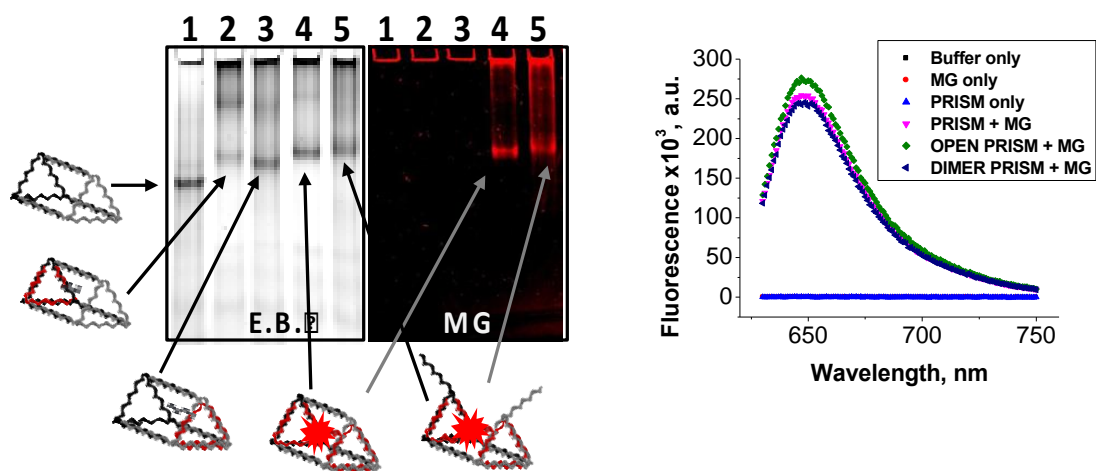 1 2 3 4 5 1 2 3 4 5
E.B.
MG
300
250
200
150
100
50
0
Fluorescence x10³, a.u.
Buffer only
MG only
PRISM only
PRISM + MG
OPEN PRISM + MG
DIMER PRISM + MG
650 700 750
Wavelength, nm